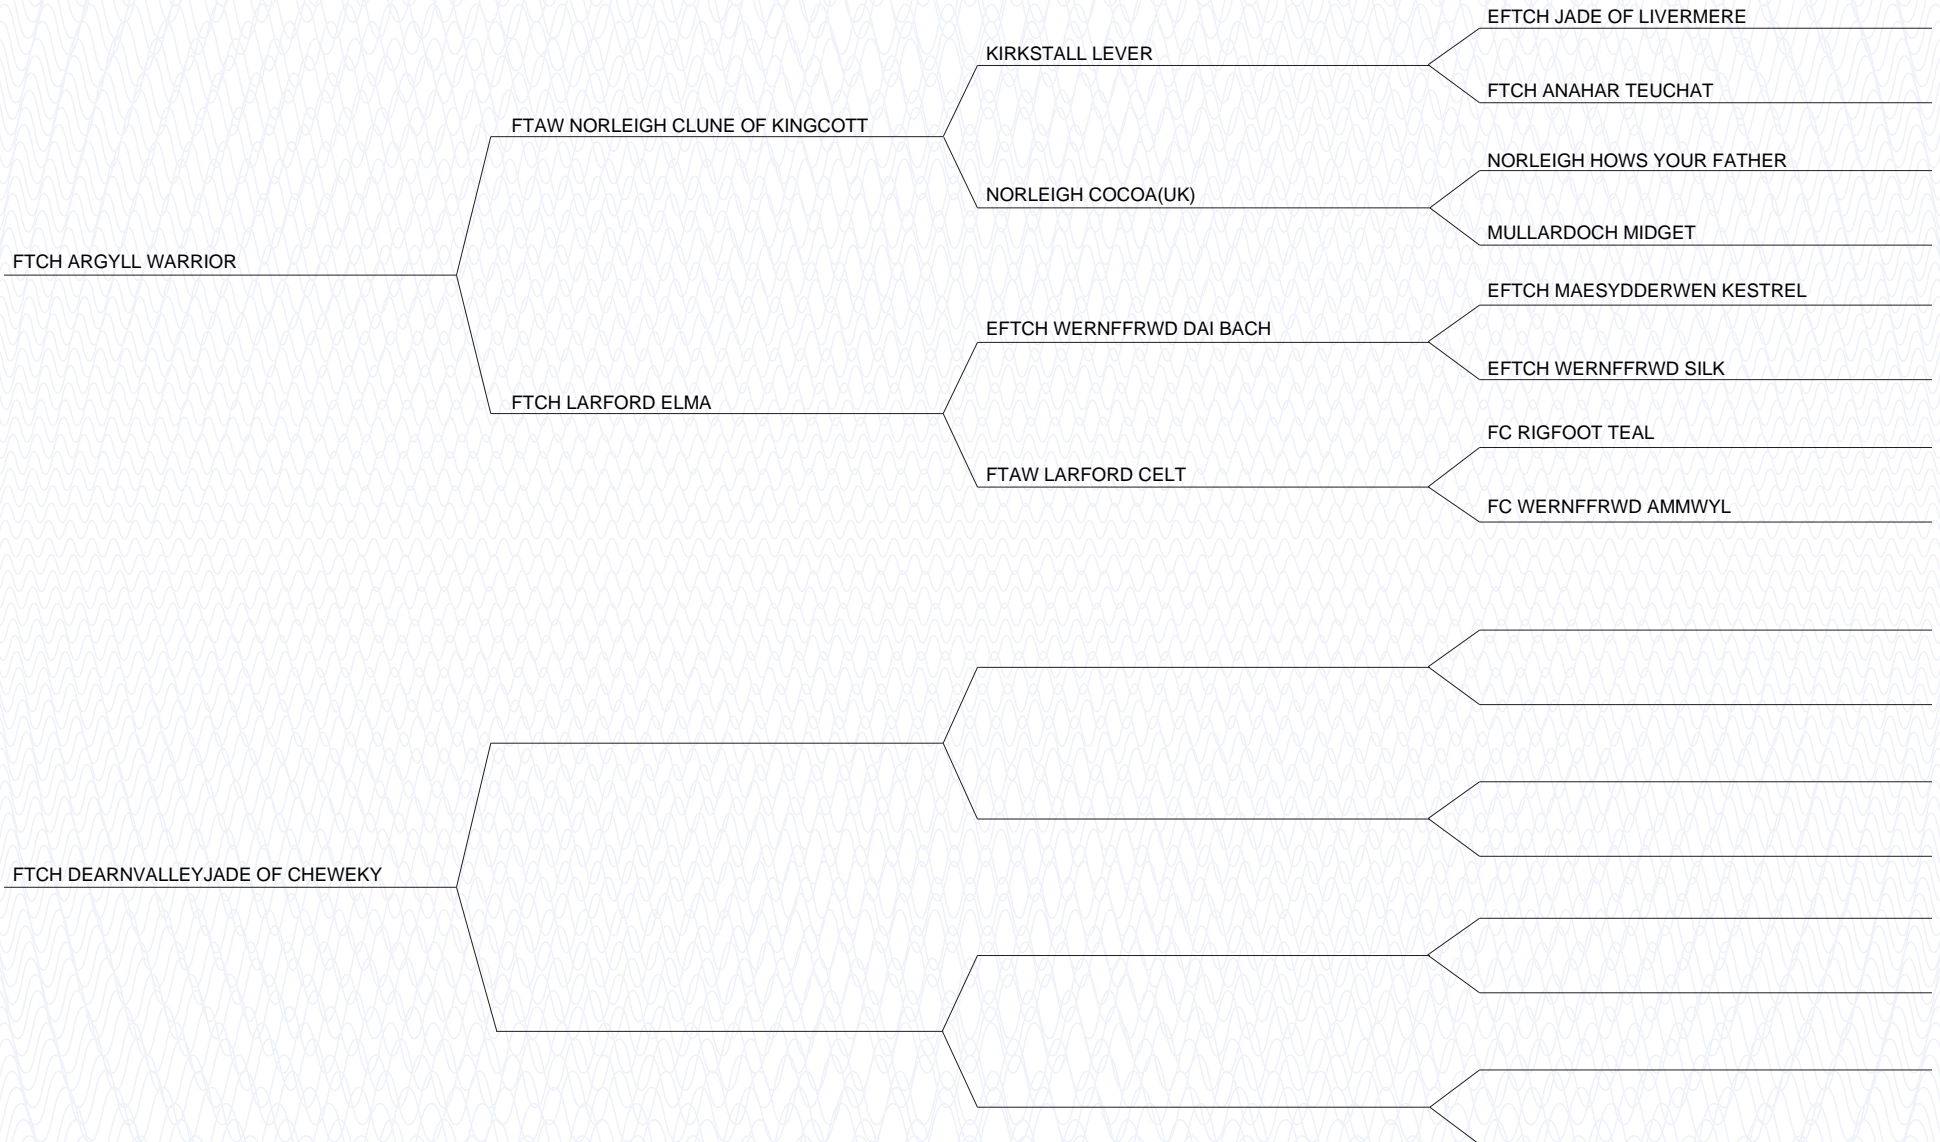 EFTCH JADE OF LIVERMERE
KIRKSTALL LEVER
FTCH ANAHAR TEUCHAT
FTAW NORLEIGH CLUNE OF KINGCOTT
NORLEIGH HOWS YOUR FATHER
NORLEIGH COCOA(UK)
MULLARDOCH MIDGET
FTCH ARGYLL WARRIOR
EFTCH MAESYDDERWEN KESTREL
EFTCH WERNFFRWD DAI BACH
EFTCH WERNFFRWD SILK
FTCH LARFORD ELMA
FC RIGFOOT TEAL
FTAW LARFORD CELT
FC WERNFFRWD AMMWYL
FTCH DEARNVALLEYJADE OF CHEWEKY